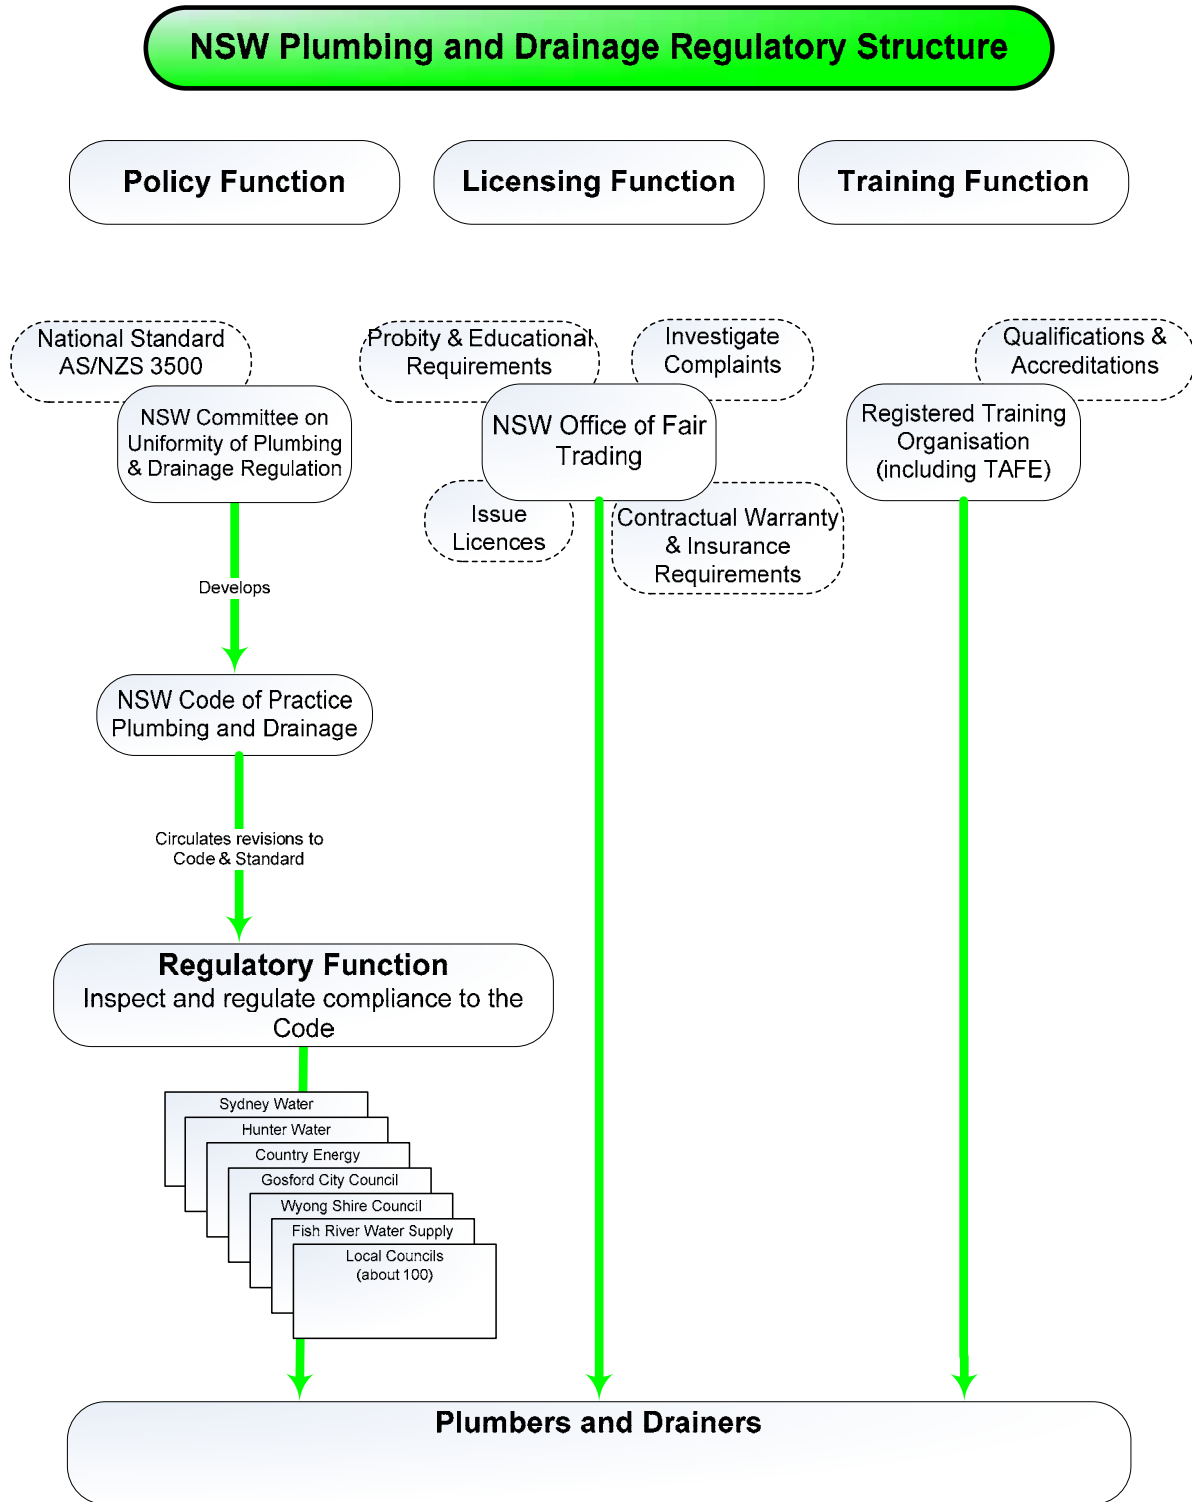 NSW Plumbing and Drainage Regulatory Structure
Policy Function
Licensing Function
Training Function
National Standard
AS/NZS 3500
NSW Committee on
Uniformity of Plumbing
& Drainage Regulation
Probity & Educational
Requirements
Investigate
Complaints
NSW Office of Fair
Trading
Issue
Licences
Contractual Warranty
& Insurance
Requirements
Qualifications &
Accreditations
Registered Training
Organisation
(including TAFE)
Develops
NSW Code of Practice
Plumbing and Drainage
Circulates revisions to
Code & Standard
Regulatory Function
Inspect and regulate compliance to the
Code
Sydney Water
Hunter Water
Country Energy
Gosford City Council
Wyong Shire Council
Fish River Water Supply
Local Councils
(about 100)
Plumbers and Drainers